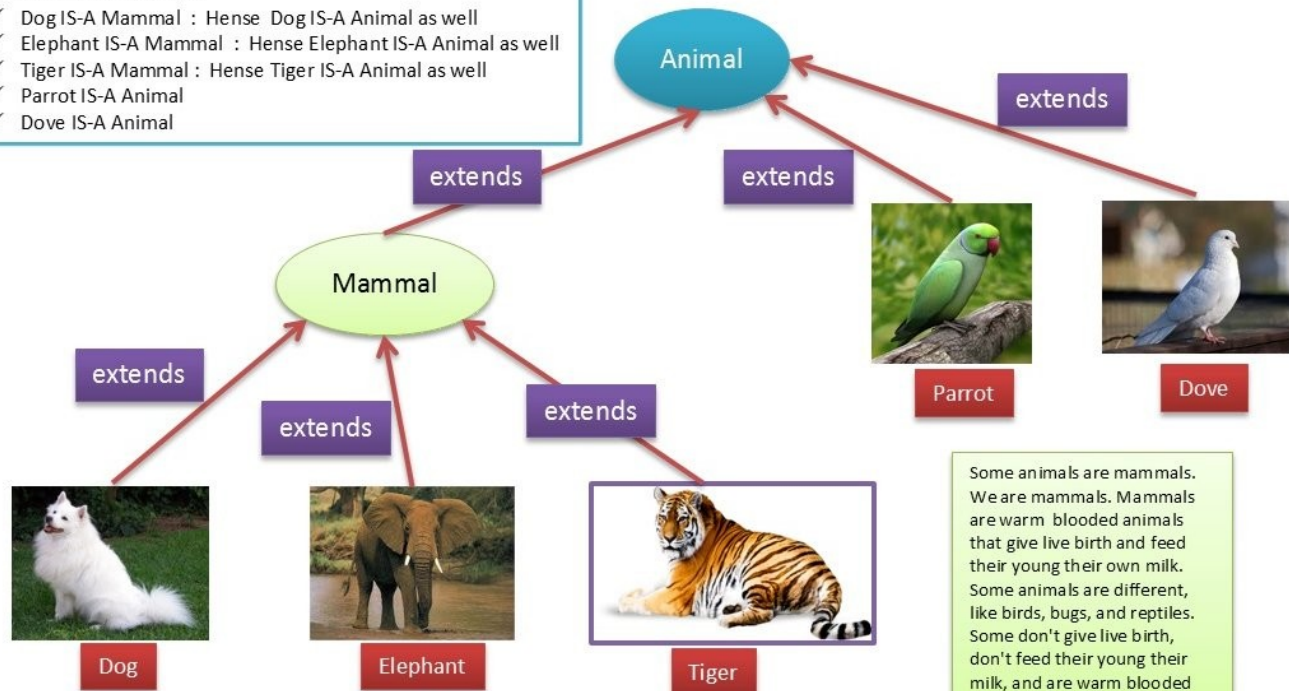 Dog IS-A Mammal : Hense Dog IS-A Animal as well
Elephant IS-A Mammal : Hense Elephant IS-A Animal as well
Tiger IS-A Mammal : Hense Tiger IS-A Animal as well
Parrot IS-A Animal
Dove IS-A Animal
Animal
extends
extends
extends
Mammal
extends
extends
extends
Parrot
Dove
Dog
Elephant
Tiger
Some animals are mammals.
We are mammals. Mammals
are warm blooded animals
that give live birth and feed
their young their own milk.
Some animals are different,
like birds, bugs, and reptiles.
Some don't give live birth,
don't feed their young their
milk, and are warm blooded